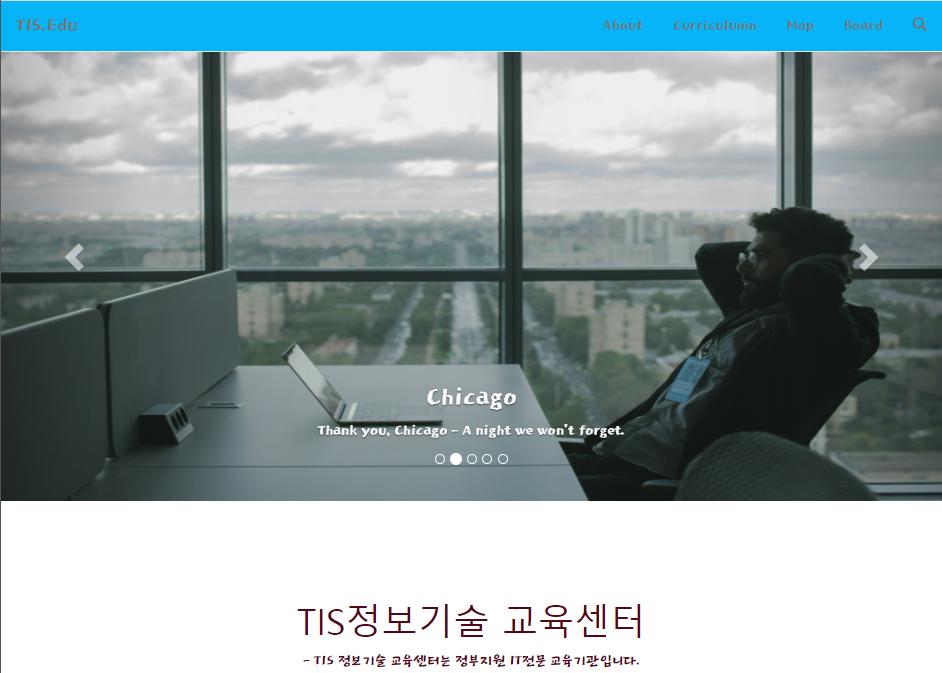 TIS.Edu
About Curriculumn Map Board
Chicago
Thank you, Chicago - A night we won't forget.
TIS정보기술 교육센터
- TIS 정보기술 교육센터는 정부지원 IT전문 교육기관입니다.